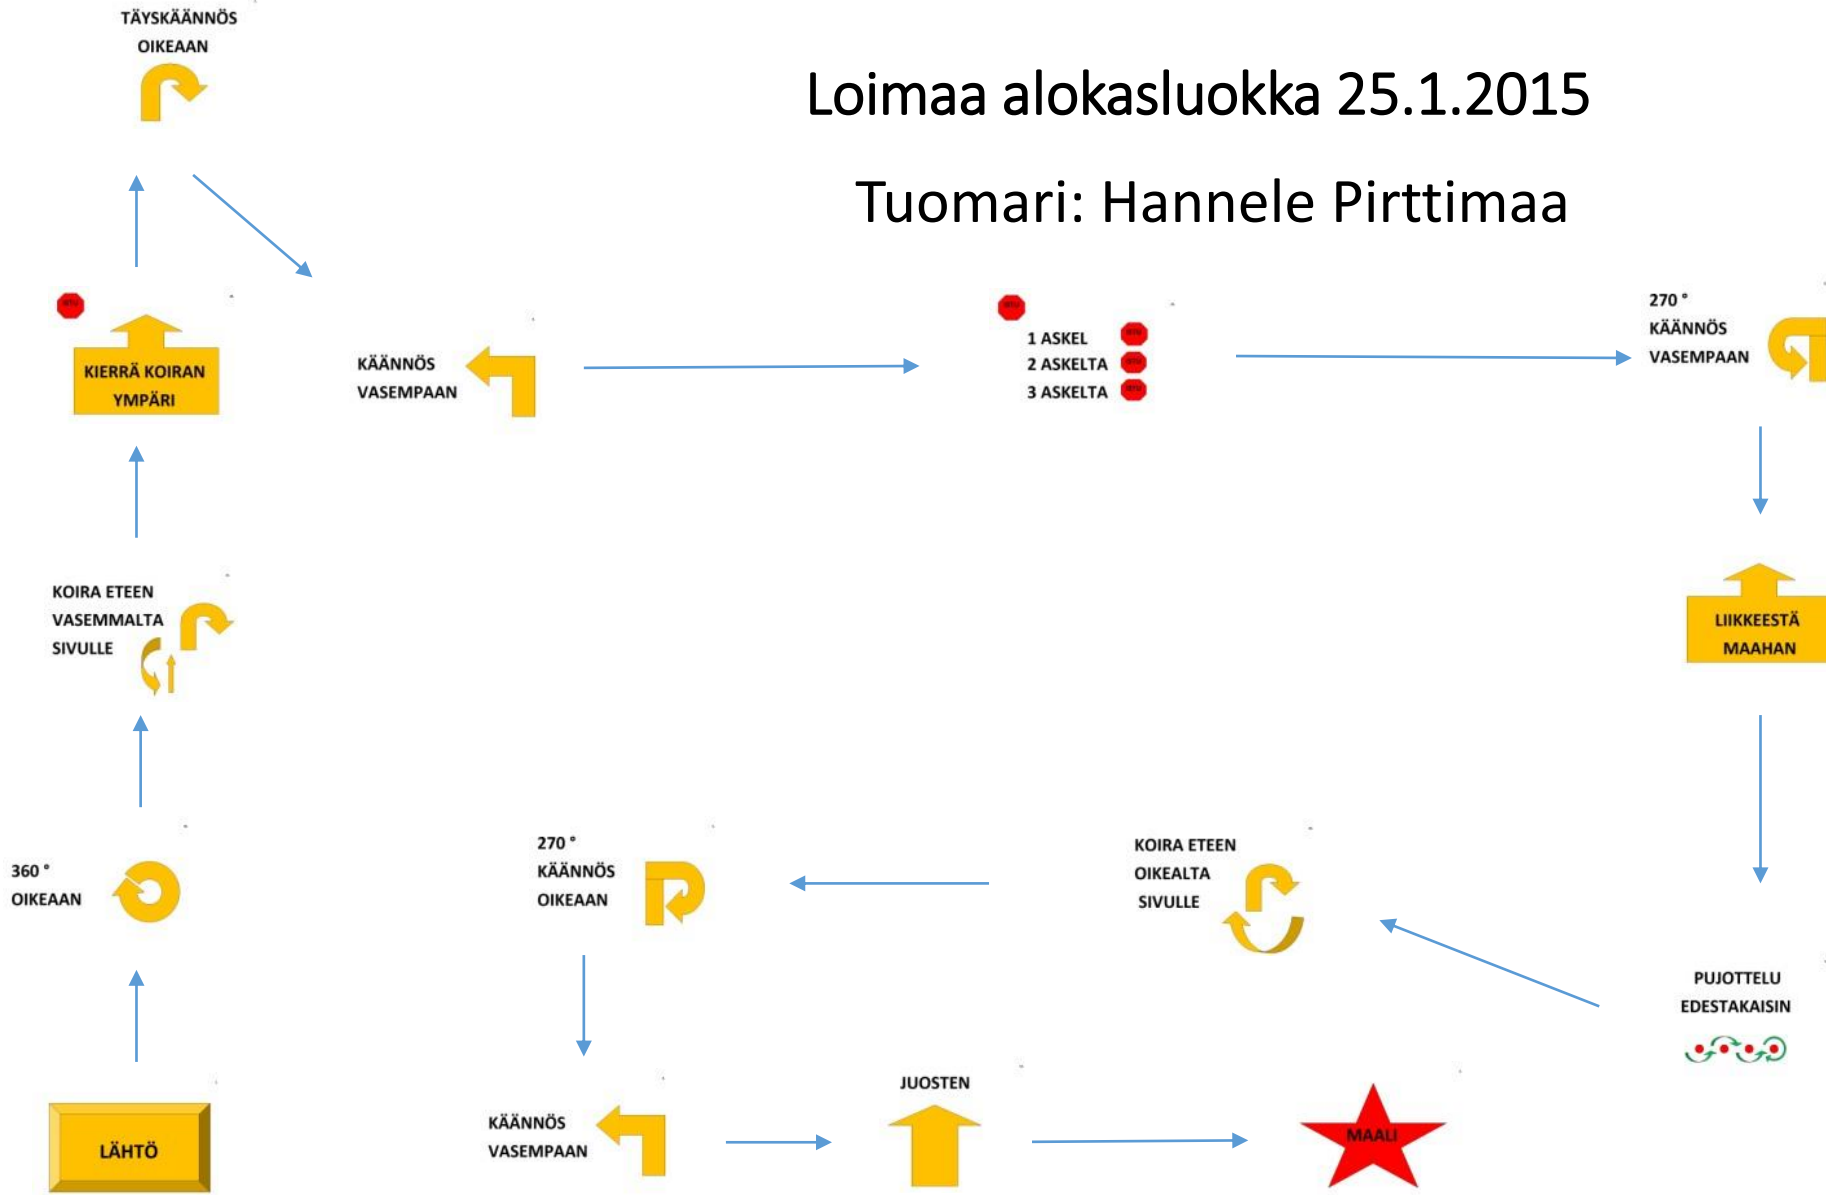 TÄYSKÄÄNNÖS
OIKEAAN
Loimaa alokasluokka 25.1.2015
Tuomari: Hannele Pirttimaa
KIERRÄ KOIRAN
YMPÄRI
KÄÄNNÖS
VASEMPAAN
1 ASKEL
2 ASKELTA
3 ASKELTA
270 °
KÄÄNNÖS
VASEMPAAN
KOIRA ETEEN
VASEMMALTA
SIVULLE
LIIKKEESTÄ
MAAHAN
360 °
OIKEAAN
270 °
KÄÄNNÖS
OIKEAAN
KOIRA ETEEN
OIKEALTA
SIVULLE
PUJOTTELU
EDESTAKAISIN
LÄHTÖ
KÄÄNNÖS
VASEMPAAN
JUOSTEN
MAALI